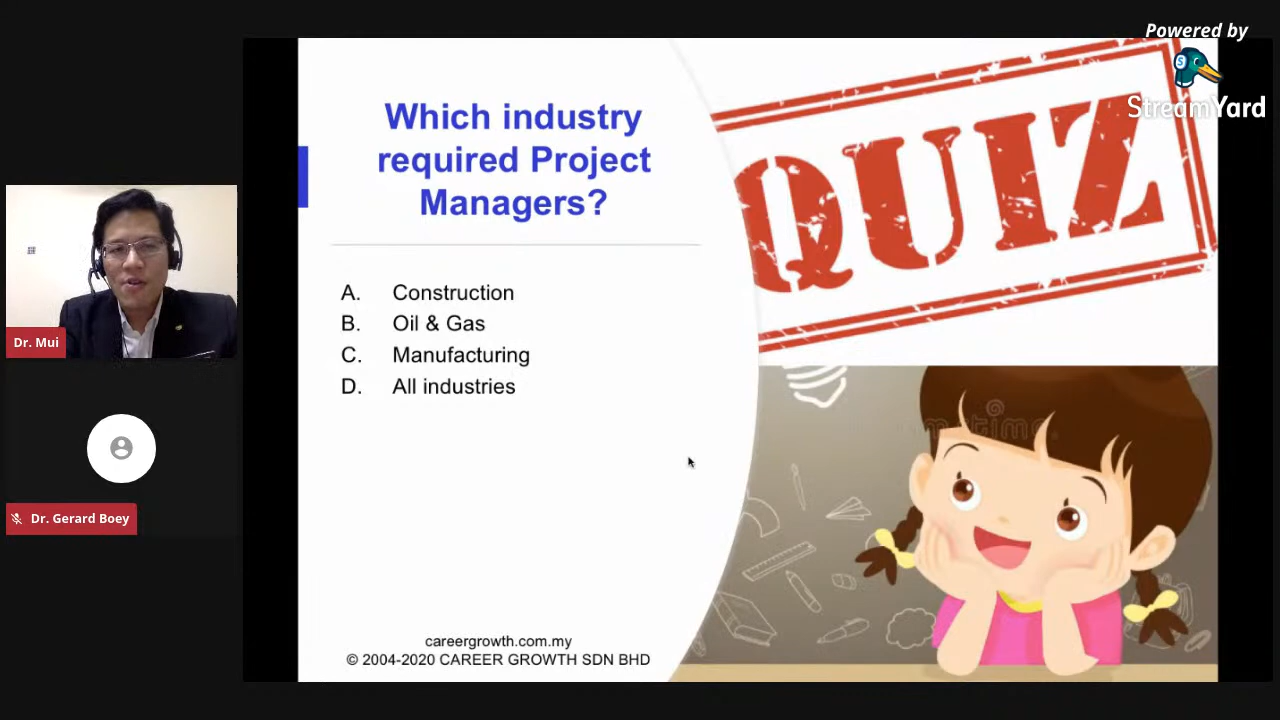 Powered by
StreamYard
Which industry
required Project
Managers?
QUIZ
A. Construction
B. Oil & Gas
C. Manufacturing
D. All industries
Dr. Mui
Dr. Gerard Boey
careergrowth.com.my
© 2004-2020 CAREER GROWTH SDN BHD